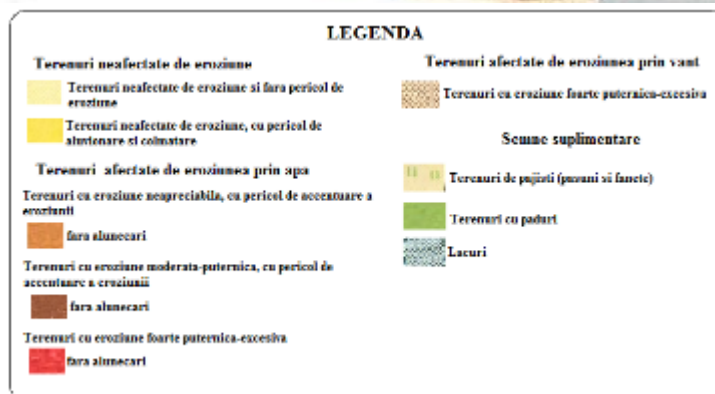 LEGENDA
Terenuri neafectate de eroziune
Terenuri neafectate de eroziune si fara pericol de
eroziune
Terenuri neafectate de eroziune, cu pericol de
aluvionare si colmatare
Terenuri afectate de eroziunea prin apa
Terenuri cu eroziune neapreciabila, cu pericol de accentuare a
eroziunii
fara alunecari
Terenuri cu eroziune moderata-puternica, cu pericol de
accentuare a eroziunii
fara alunecari
Terenuri cu eroziune foarte puternica-excesiva
fara alunecari
Terenuri afectate de eroziunea prin vant
Terenuri cu eroziune foarte puternica-excesiva
Semne suplimentare
Terenuri de pajisti (pasuni si fanete)
Terenuri cu paduri
Lacuri